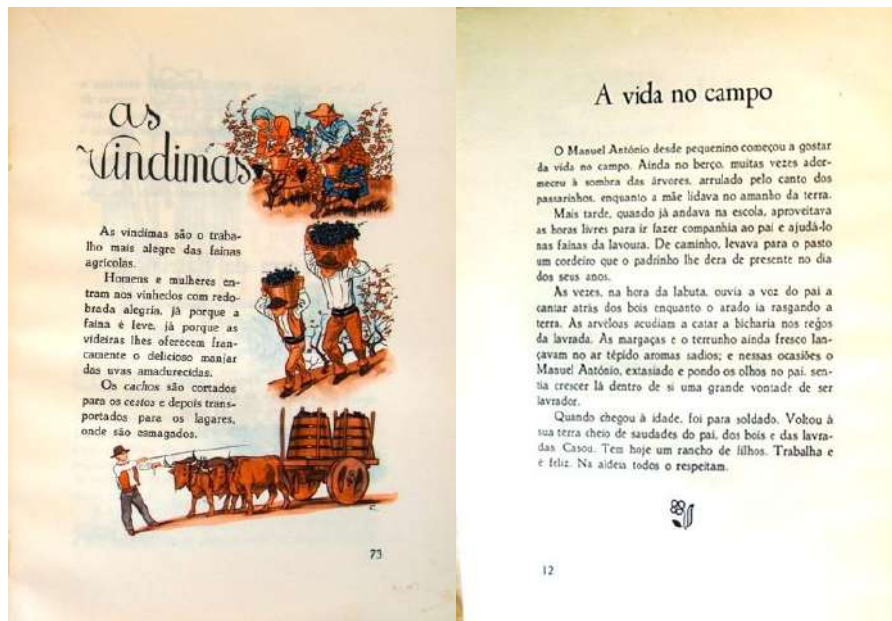 as
Vindimas
As vindimas são o traba-
lho mais alegre das fainas
agrícolas.
Homens e mulheres en-
tram nos vinhedos com redo-
brada alegria, já porque a
faina é leve, já porque as
videiras lhes oferecem fran-
camente o delicioso manjar
das uvas amadurecidas.
Os cachos são cortados
para os cestos e depois trans-
portados para os lagares,
onde são esmagados.
73
A vida no campo
O Manuel António desde pequenino começou a gostar
da vida no campo. Ainda no berço, muitas vezes ador-
meceu à sombra das árvores, arrulado pelo canto dos
passarinhos, enquanto a mãe lidava no amanho da terra.
Mais tarde, quando já andava na escola, aproveitava
as horas livres para ir fazer companhia ao pai e ajudá-lo
nas fainas da lavoura. De caminho, levava para o pasto
um cordeiro que o padrinho lhe dera de presente no dia
dos seus anos.
Às vezes, na hora da labuta, ouvia a voz do pai a
cantar atrás dos bois enquanto o arado ia rasgando a
terra. As arvéloas acudiam a catar a bicharia nos regos
da lavrada. As margaças e o terrunho ainda fresco lan-
çavam no ar tépido aromas sadios; e nessas ocasiões o
Manuel António, extasiado e pondo os olhos no pai, sen-
tia crescer lá dentro de si uma grande vontade de ser
lavrador.
Quando chegou à idade, foi para soldado. Voltou à
sua terra cheio de saudades do pai, dos bois e das lavra-
das. Casou. Tem hoje um rancho de filhos. Trabalha e
é feliz. Na aldeia todos o respeitam.
12